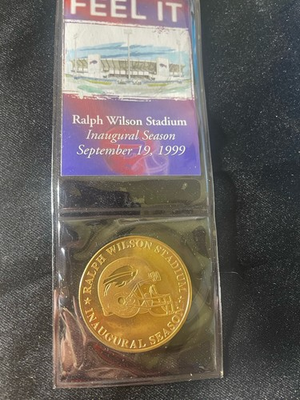 FEEL IT
Ralph Wilson Stadium
Inaugural Season
September 19, 1999
RALPH WILSON STADIUM
INAUGURAL SEASON